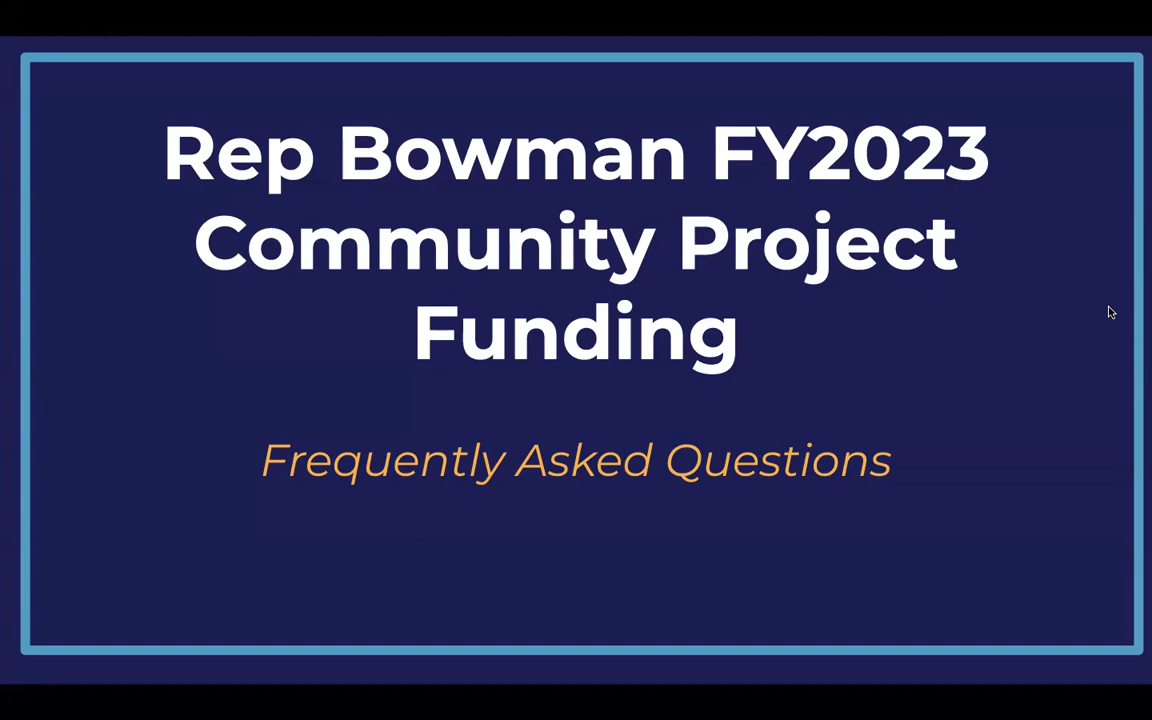 Rep Bowman FY2023
Community Project
Funding
Frequently Asked Questions